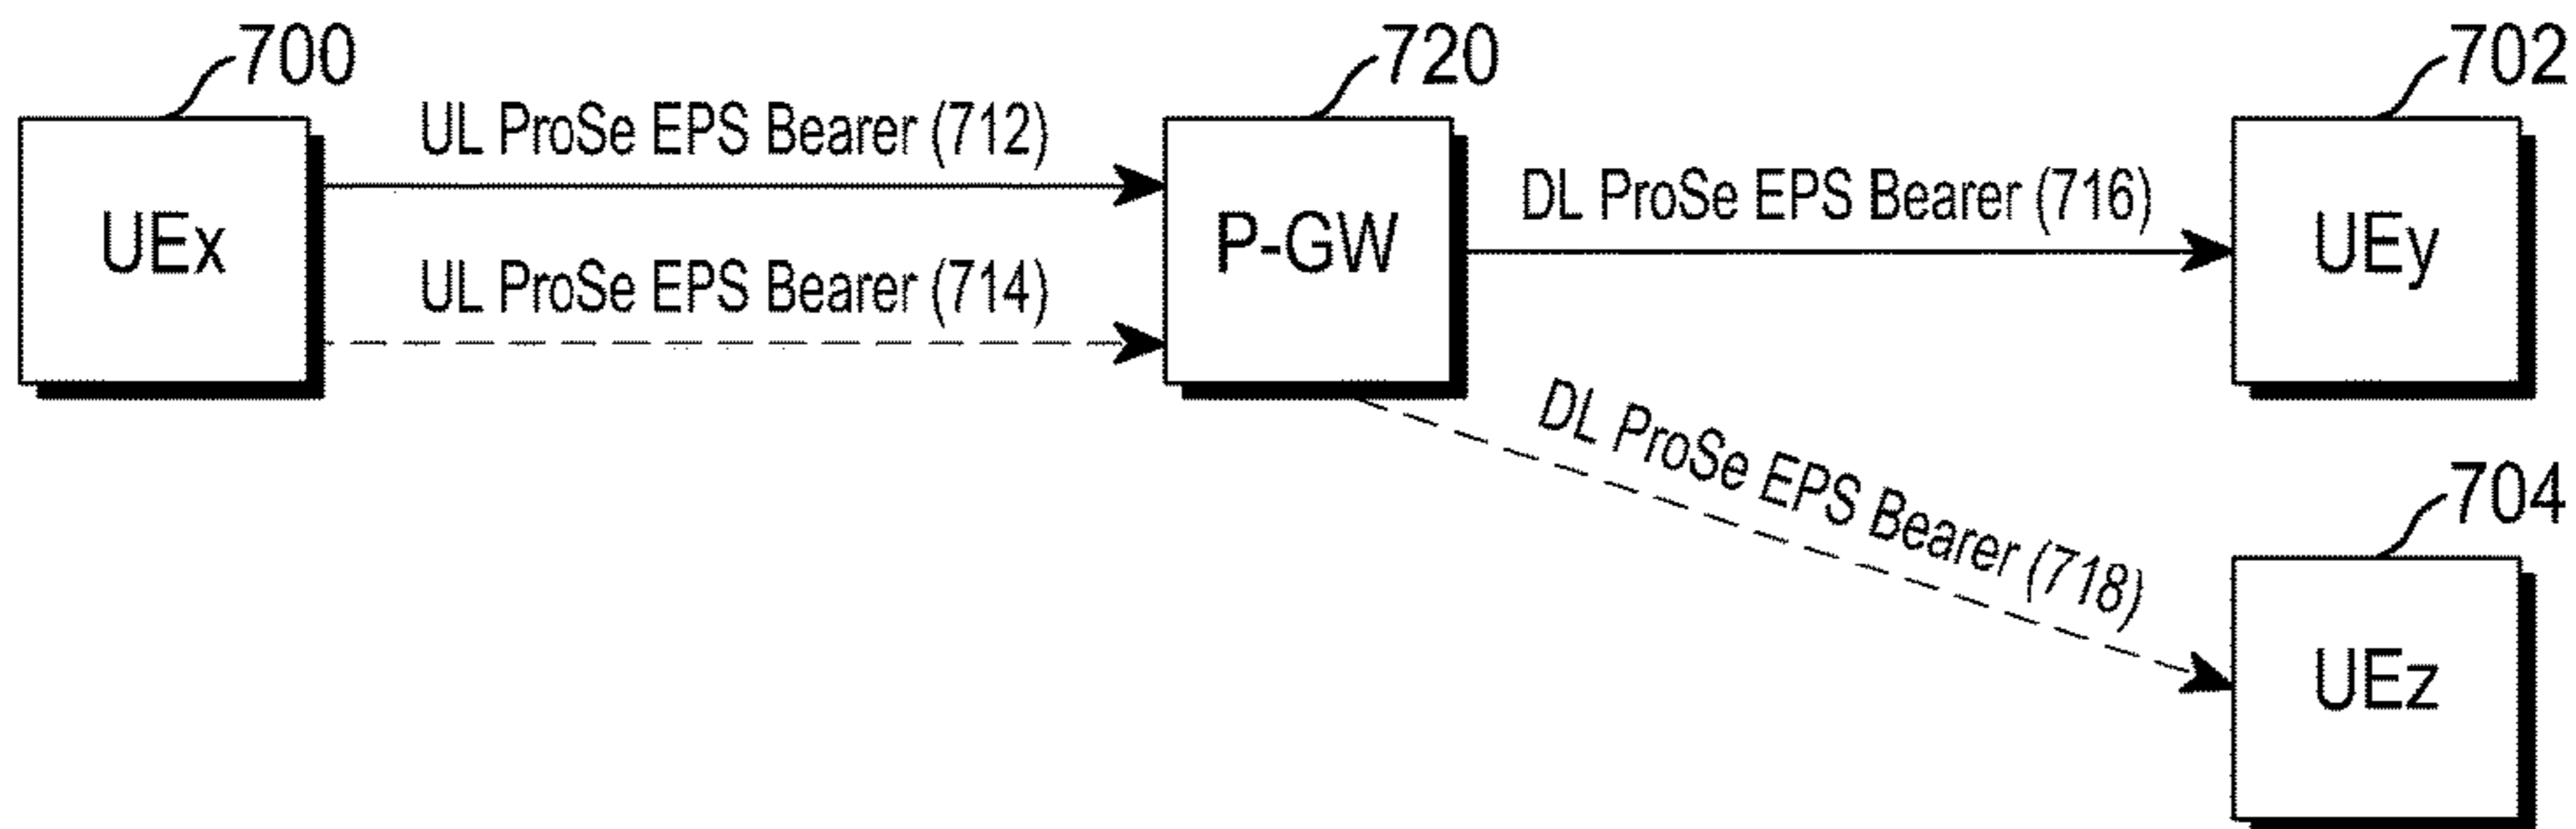 700
720
702
UL ProSe EPS Bearer (712)
DL ProSe EPS Bearer (716)
UEx
P-GW
UEy
UL ProSe EPS Bearer (714)
DL ProSe EPS Bearer (718)
704
UEz